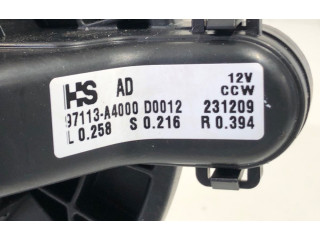 HS AD 12V
CCW
97113-A4000 D0012 231209
L 0.258 S 0.216 R 0.394